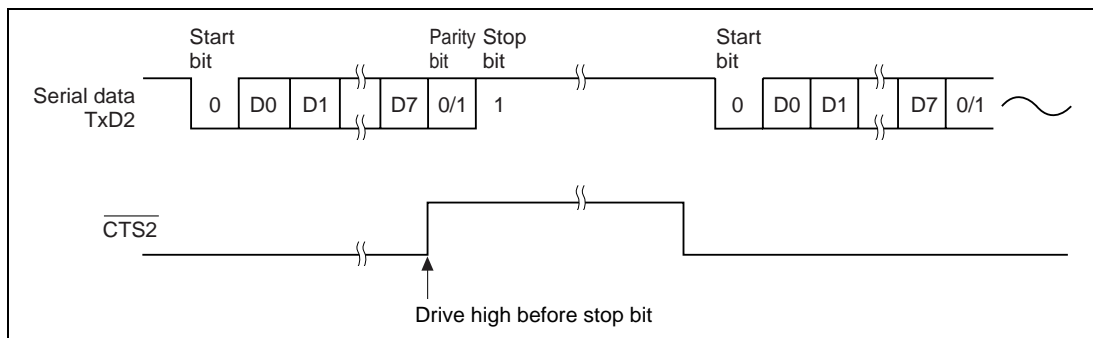 Start bit
Parity bit
Stop bit
Start bit
Serial data TxD2
0 D0 D1 D7 0/1 1 0 D0 D1 D7 0/1
CTS2
Drive high before stop bit